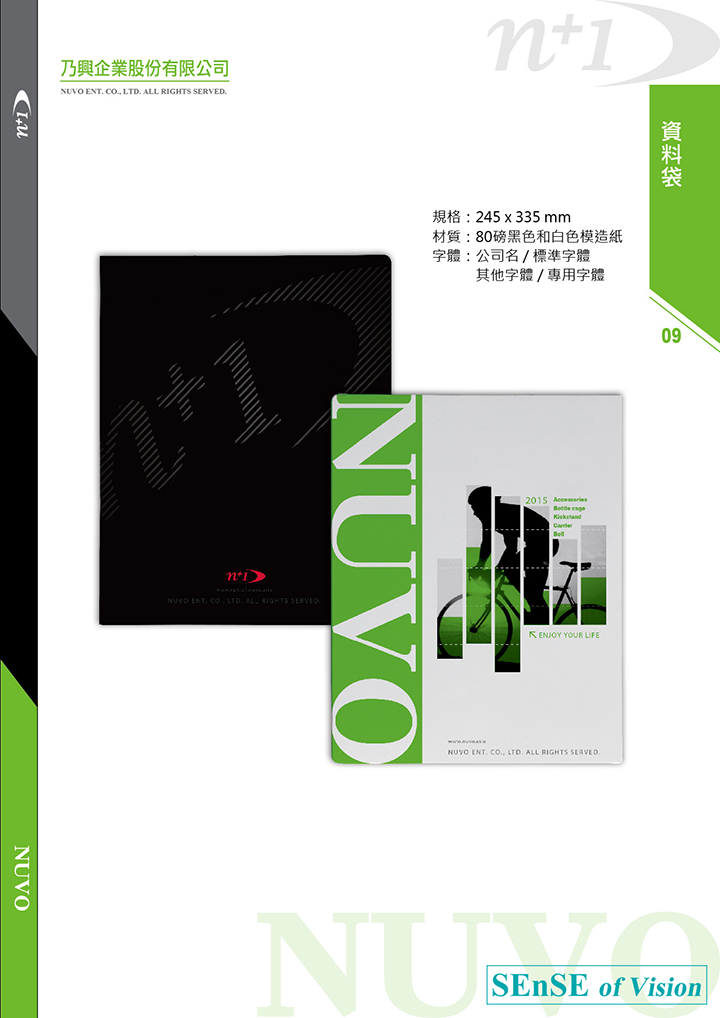 n+1
乃興企業股份有限公司
NUVO ENT. CO., LTD. ALL RIGHTS SERVED.
n+1
資料袋
規格：245 x 335 mm
材質：80磅黑色和白色模造紙
字體：公司名 / 標準字體
其他字體 / 專用字體
09
n+1
n+1
NUVO ENT. CO., LTD. ALL RIGHTS SERVED.
NUVO
2015
Accessories
Bottle cage
Kickstand
Carrier
Bell
ENJOY YOUR LIFE
NUVO ENT. CO., LTD. ALL RIGHTS SERVED.
NUVO
NUVO
SEnSE of Vision